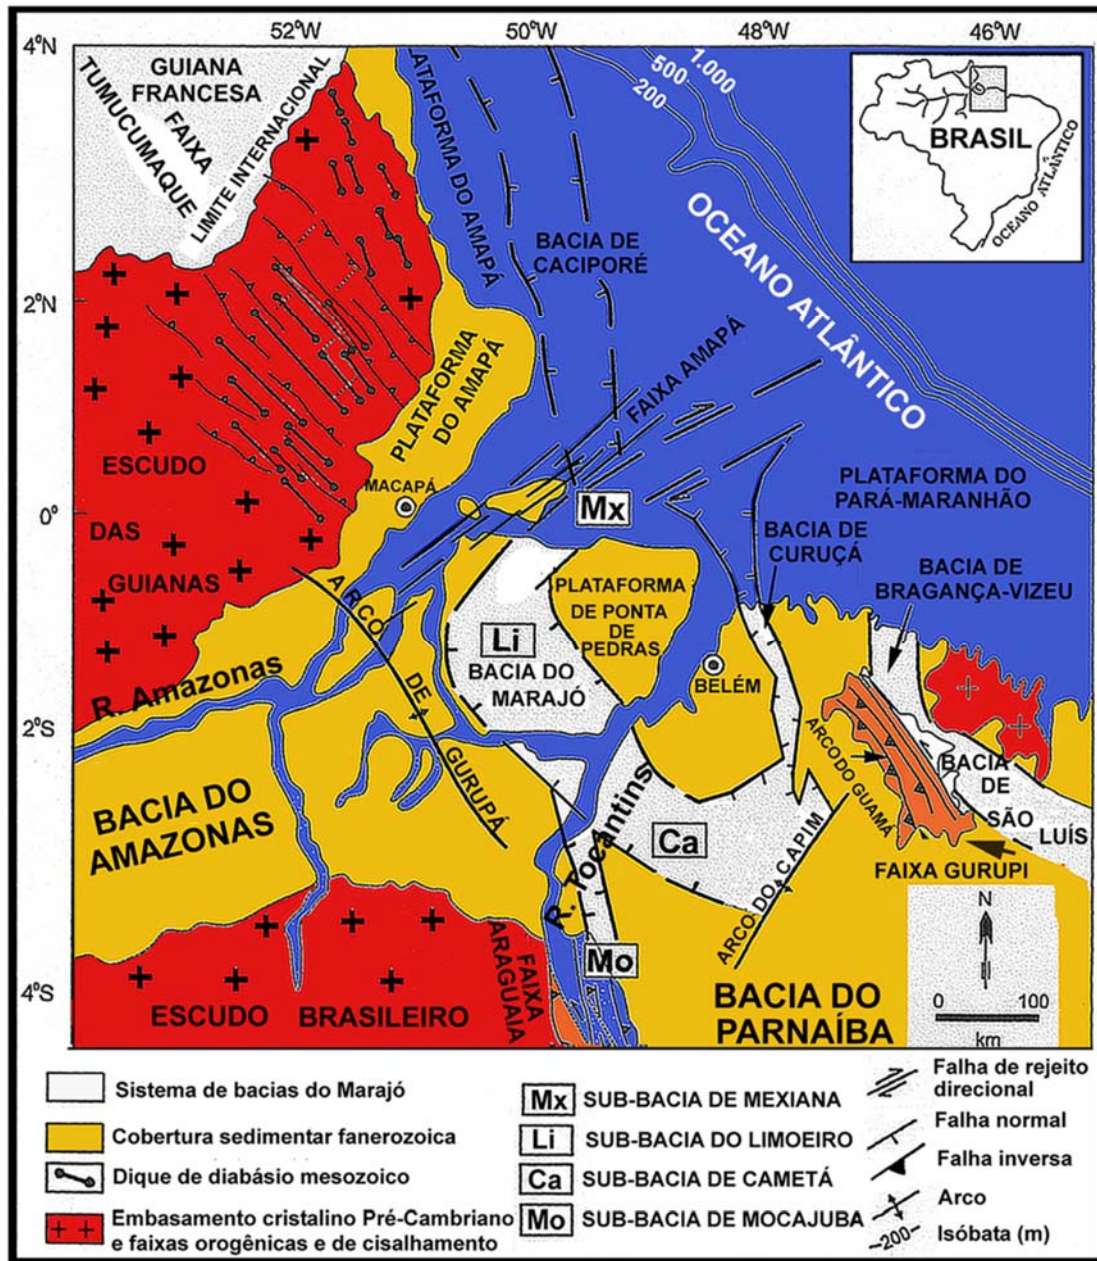 52°W 50°W 48°W 46°W
4°N
2°N
0°
2°S
4°S
GUIANA
FRANCESA
FAIXA
TUMUCUMAQUE
LIMITE INTERNACIONAL
ATAFORMA DO AMAPÁ
BACIA DE
CACIPORÉ
200
500
1.000
OCEANO ATLÂNTICO
BRASIL
OCEANO ATLÂNTICO
PLATAFORMA
DO AMAPÁ
FAIXA AMAPÁ
MACAPÁ
Mx
ESCUDO
DAS
GUIANAS
PLATAFORMA DO
PARÁ-MARANHÃO
BACIA DE
CURUÇÁ
BACIA DE
BRAGANÇA-VIZEU
ARCO
DE
GURUPÁ
PLATAFORMA
DE PONTA
DE
PEDRAS
Li
BACIA DO
MARAJÓ
BELÉM
R. Amazonas
BACIA DO
AMAZONAS
R. Tocantins
Ca
ARCO DO CAPIM
ARCO DO GUAMÁ
BACIA
DE
SÃO
LUÍS
FAIXA GURUPI
Mo
FAIXA
ARAGUAIA
ESCUDO BRASILEIRO
BACIA DO
PARNAÍBA
N
0 100
km
Sistema de bacias do Marajó
Cobertura sedimentar fanerozoica
Dique de diabásio mesozoico
Embasamento cristalino Pré-Cambriano
e faixas orogênicas e de cisalhamento
Mx SUB-BACIA DE MEXIANA
Li SUB-BACIA DO LIMOEIRO
Ca SUB-BACIA DE CAMETÁ
Mo SUB-BACIA DE MOCAJUBA
Falha de rejeito
direcional
Falha normal
Falha inversa
Arco
200 Isóbata (m)